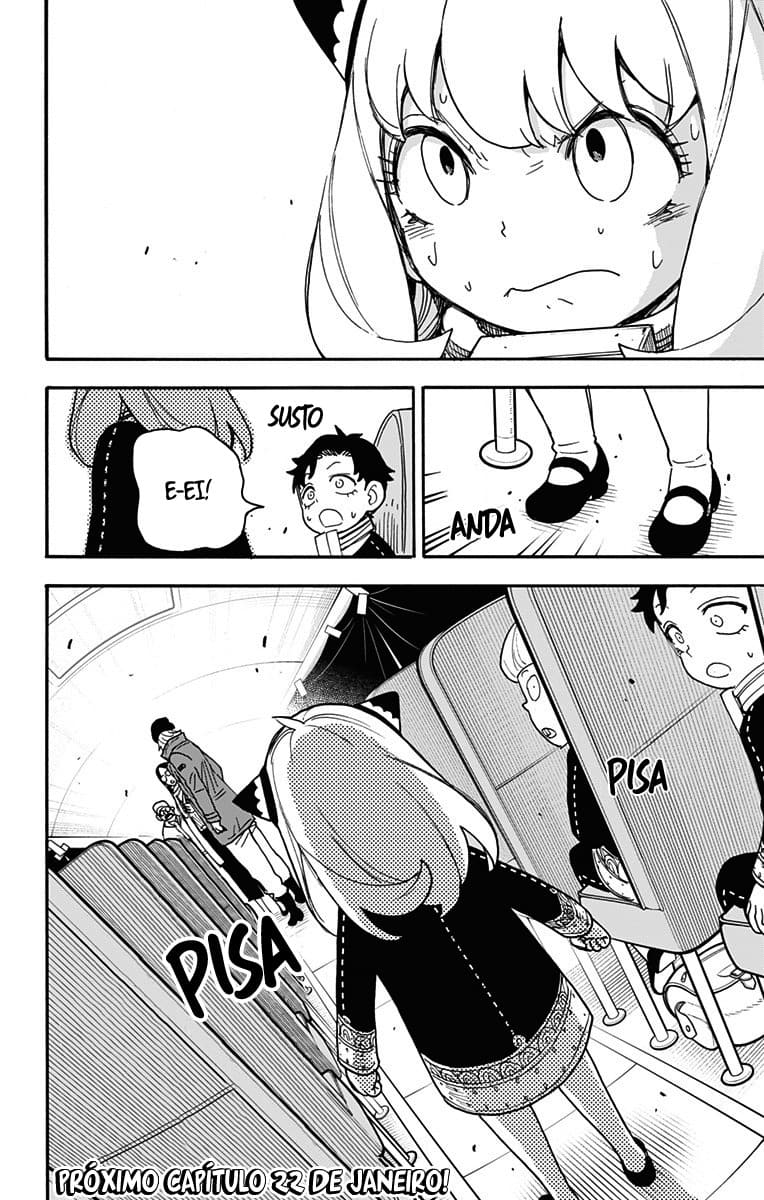 SUSTO
E-EI!
ANDA
PISA
PISA
PRÓXIMO CAPÍTULO 22 DE JANEIRO!